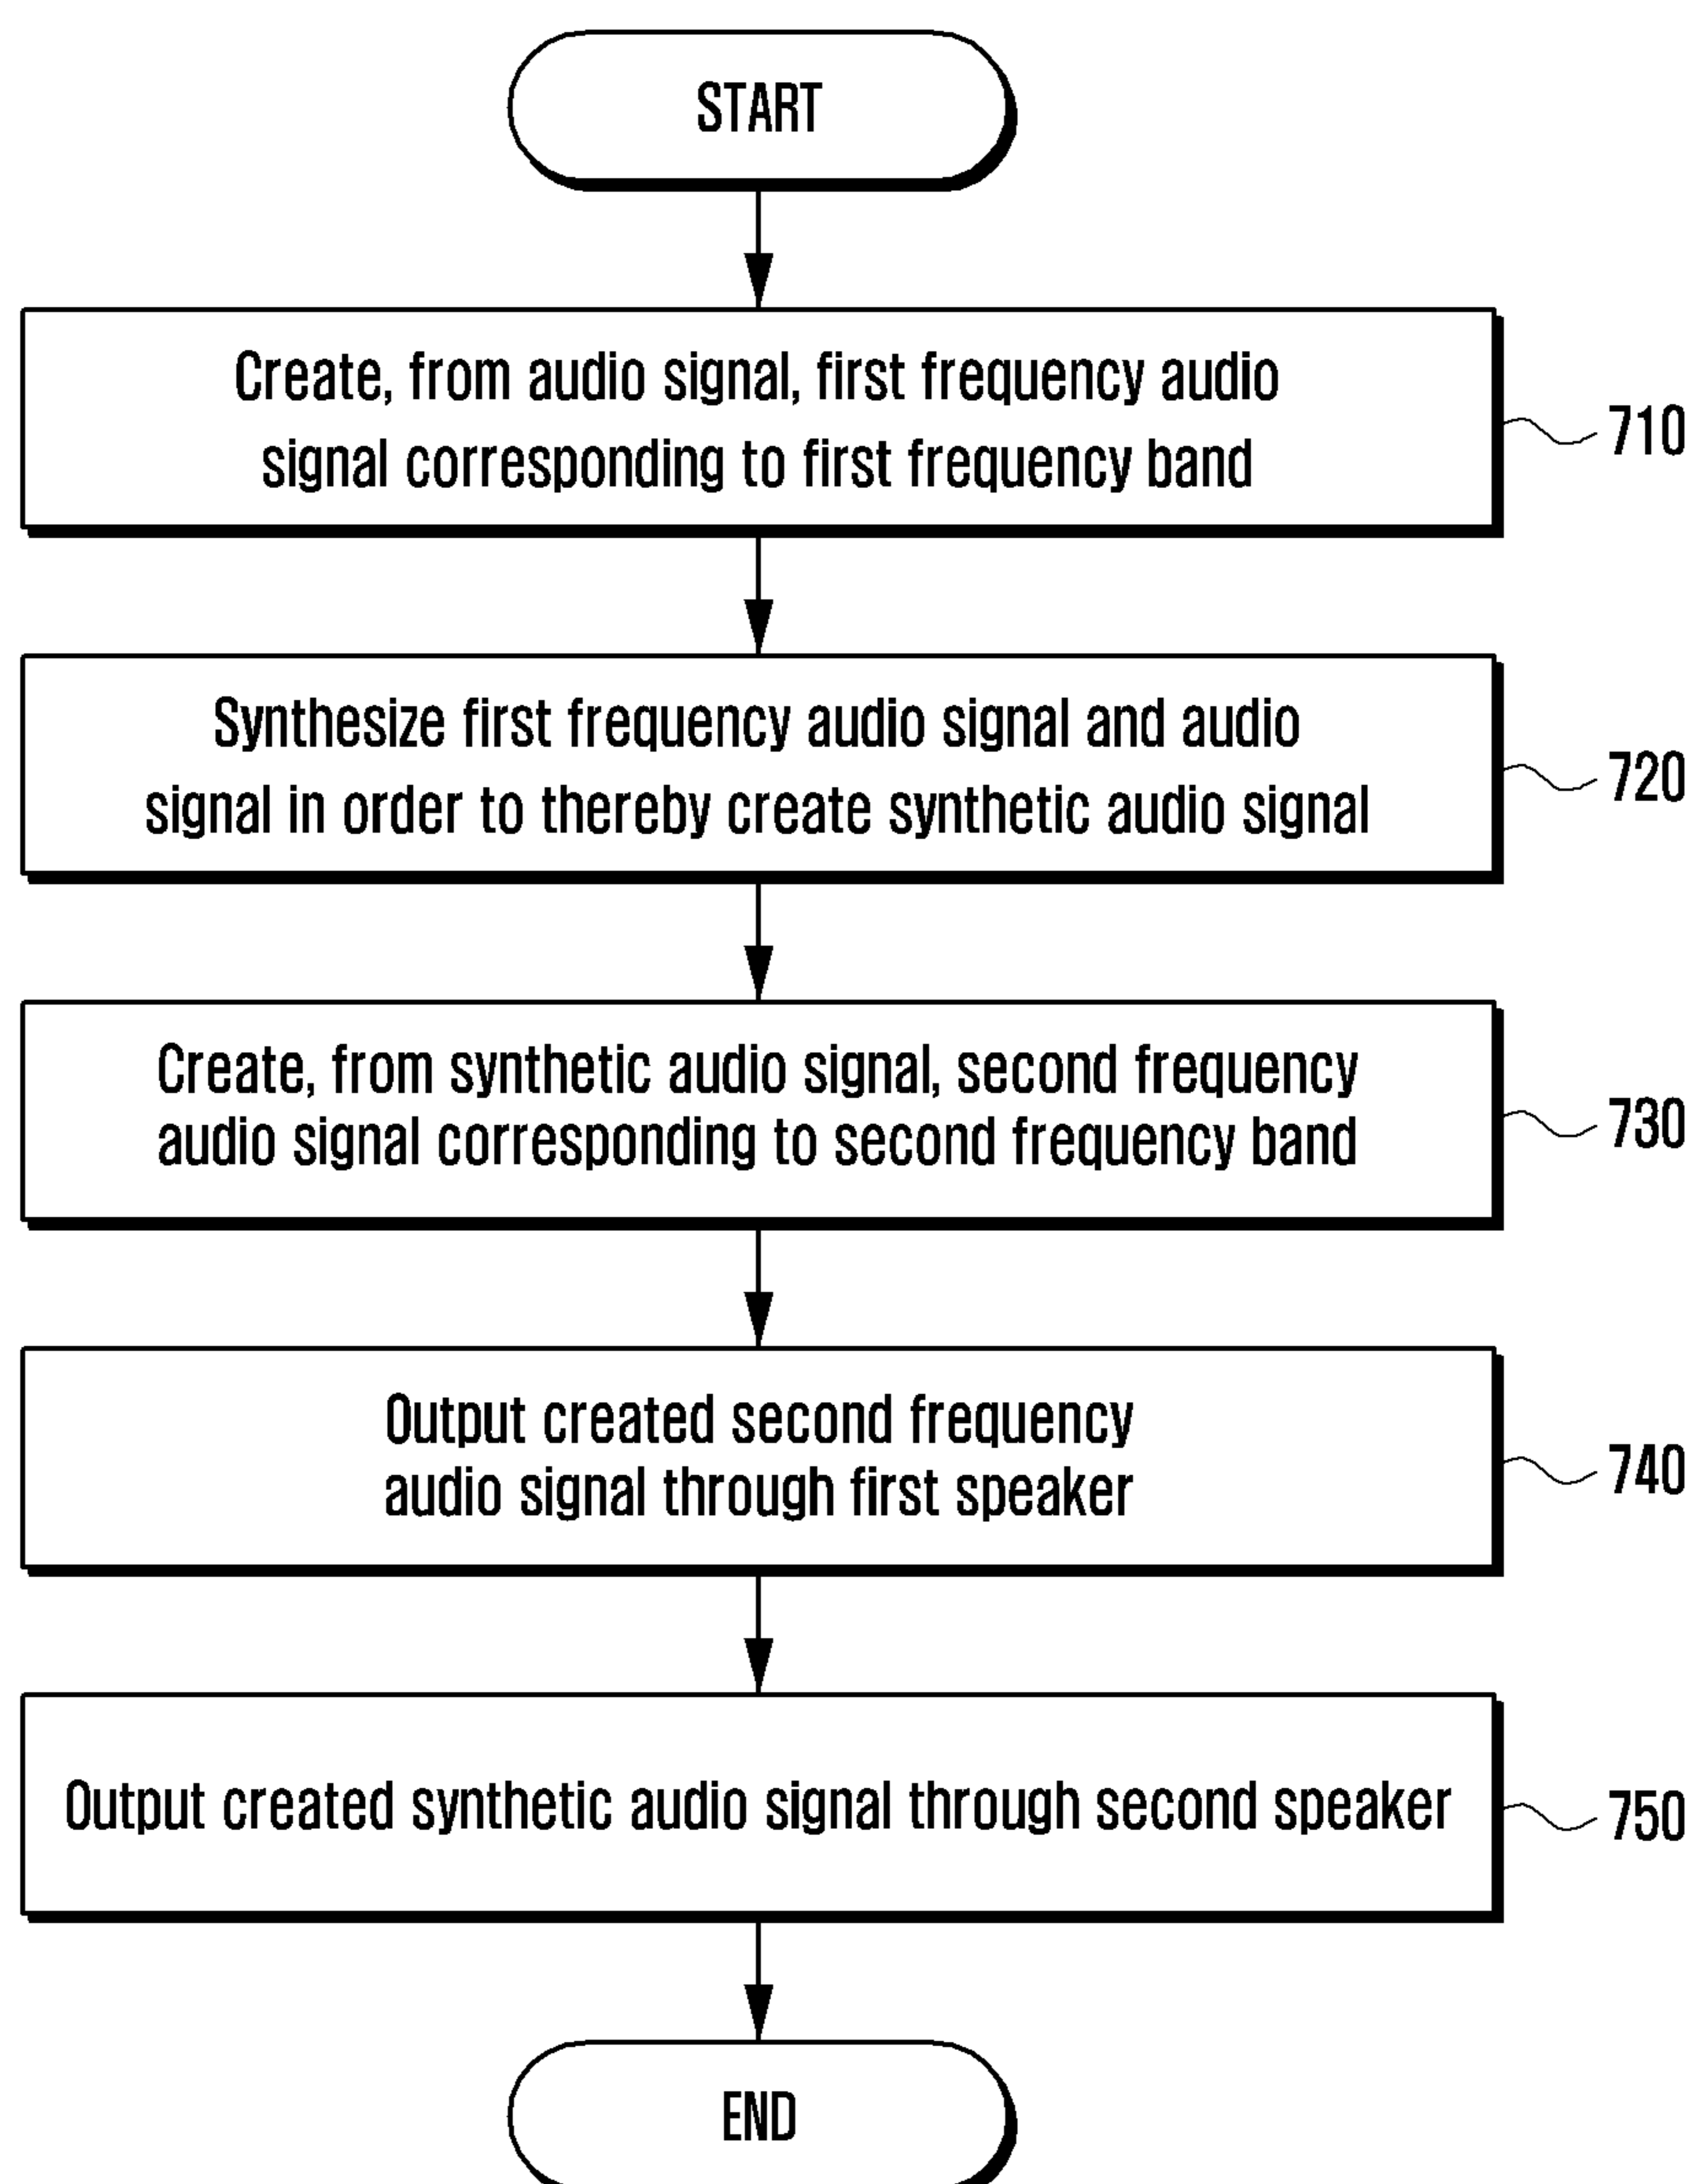 START
Create, from audio signal, first frequency audio
signal corresponding to first frequency band
710
Synthesize first frequency audio signal and audio
signal in order to thereby create synthetic audio signal
720
Create, from synthetic audio signal, second frequency
audio signal corresponding to second frequency band
730
Output created second frequency
audio signal through first speaker
740
Output created synthetic audio signal through second speaker
750
END